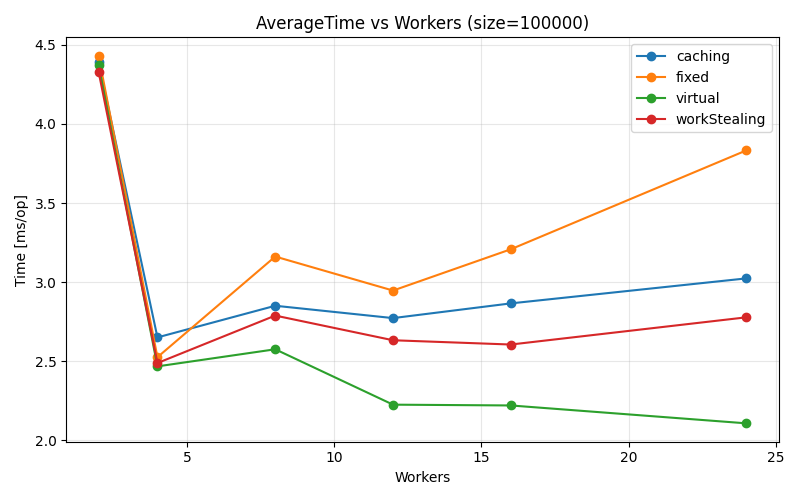 AverageTime vs Workers (size=100000)
4.5
4.0
3.5
3.0
2.5
2.0
Time [ms/op]
caching
fixed
virtual
workStealing
5
10
15
20
25
Workers